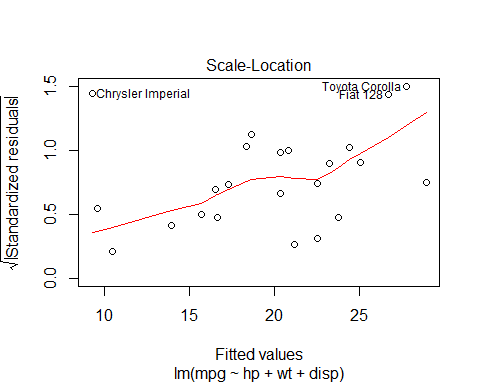 Scale-Location
√|Standardized residuals|
1.5
1.0
0.5
0.0
Chrysler Imperial
Toyota Corolla
Fiat 128
10 15 20 25
Fitted values
lm(mpg ~ hp + wt + disp)